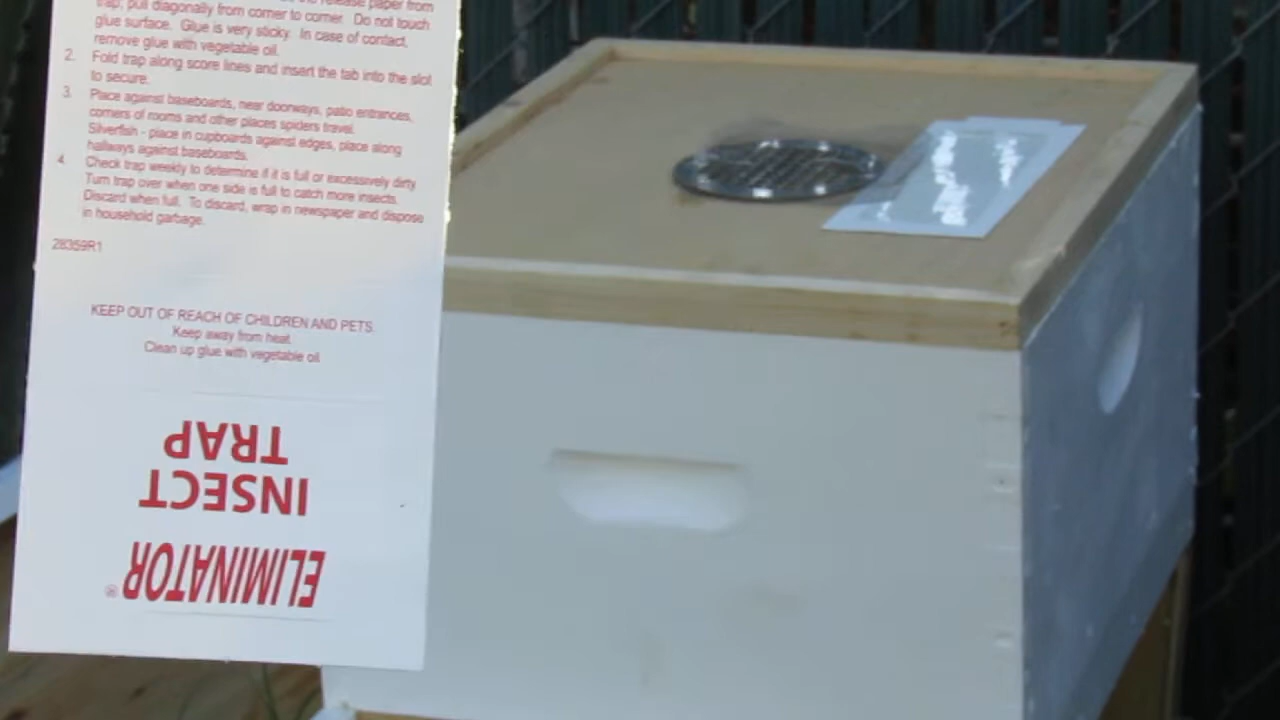 trap, pull diagonally from corner to corner. Do not touch
glue surface. Glue is very sticky. In case of contact,
remove glue with vegetable oil.
2. Fold trap along score lines and insert the tab into the slot
to secure.
3. Place against baseboards, near doorways, patio entrances,
corners of rooms and other places spiders travel.
Silverfish - place in cupboards against edges, place along
hallways against baseboards.
4. Check trap weekly to determine if it is full or excessively dirty.
Turn trap over when one side is full to catch more insects.
Discard when full. To discard, wrap in newspaper and dispose
in household garbage.
28359R1
KEEP OUT OF REACH OF CHILDREN AND PETS.
Keep away from heat.
Clean up glue with vegetable oil.
ELIMINATOR®
INSECT
TRAP